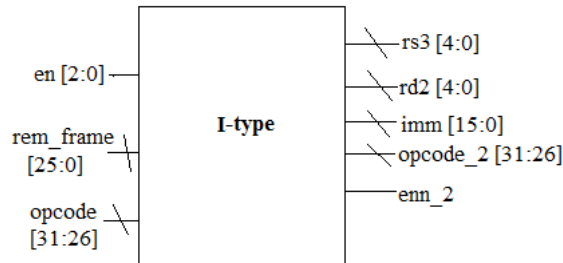 en [2:0]
rem_frame
[25:0]
opcode
[31:26]
I-type
rs3 [4:0]
rd2 [4:0]
imm [15:0]
opcode_2 [31:26]
enn_2